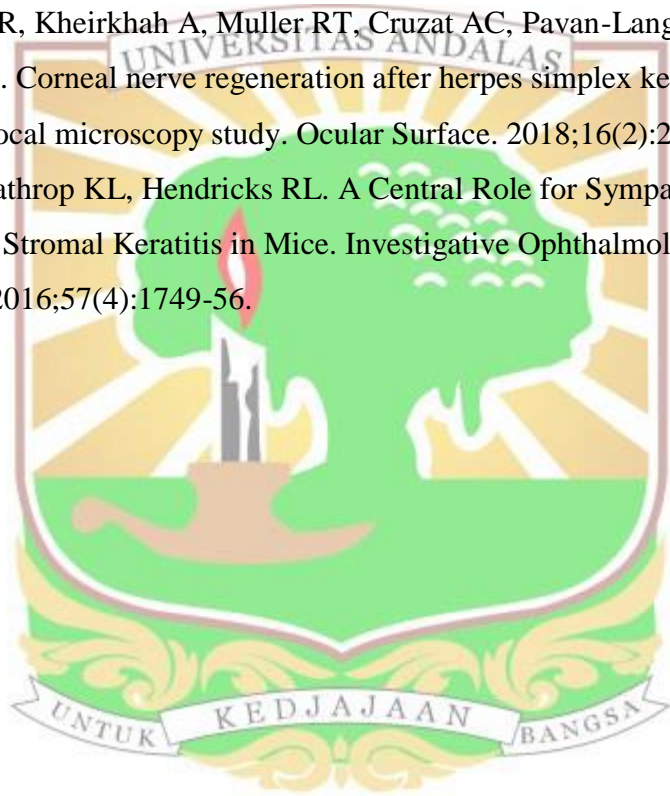 R, Kheirkhah A, Muller RT, Cruzat AC, Pavan-Lang
UNIVERSITAS ANDALAS
. Corneal nerve regeneration after herpes simplex ke
ocal microscopy study. Ocular Surface. 2018;16(2):2
athrop KL, Hendricks RL. A Central Role for Sympa
Stromal Keratitis in Mice. Investigative Ophthalmol
2016;57(4):1749-56.
UNTUK KEDJAJAAN BANGSA